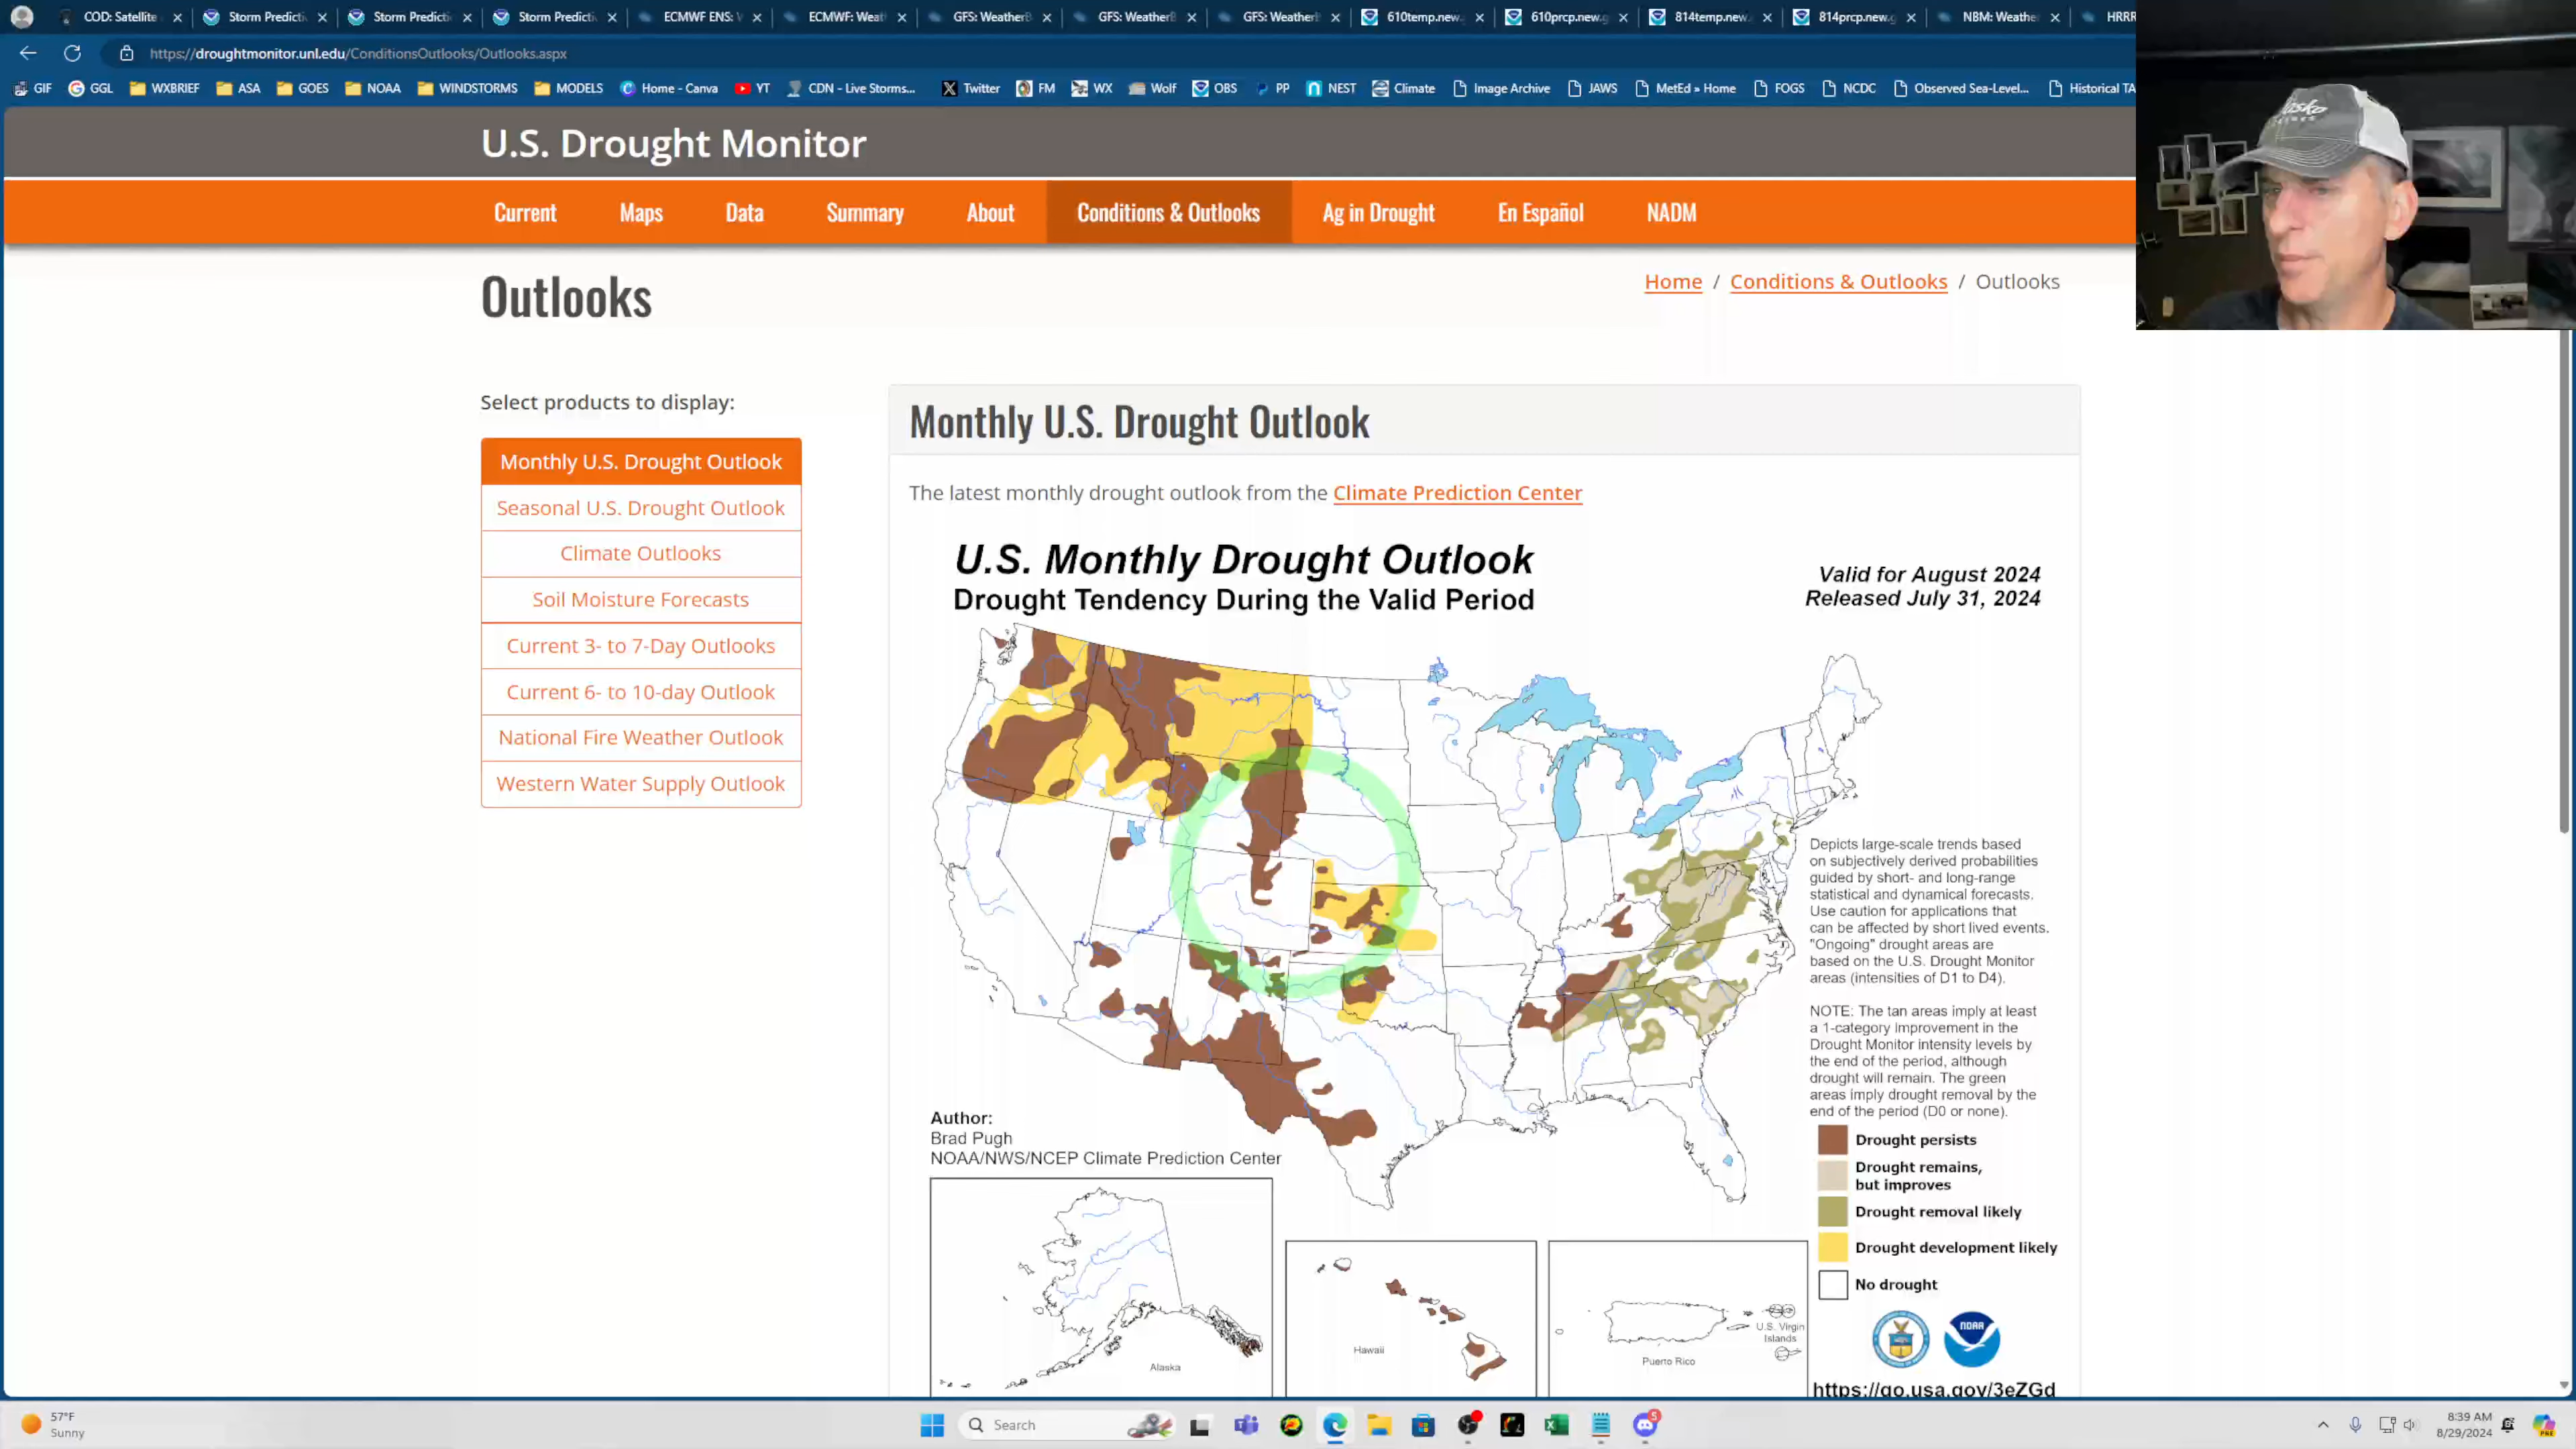 COD: Satellite
Storm Predicti
Storm Predicti
Storm Predicti
ECMWF ENS: W
ECMWF: Weat
GFS: WeatherB
GFS: WeatherB
GFS: WeatherB
610temp.new
610prcp.new.g
814temp.new
814prcp.new.g
NBM: Weathe
HRRR
https://droughtmonitor.unl.edu/ConditionsOutlooks/Outlooks.aspx
GIF
GGL
WXBRIEF
ASA
GOES
NOAA
WINDSTORMS
MODELS
Home - Canva
YT
CDN - Live Storms...
Twitter
FM
WX
Wolf
OBS
PP
NEST
Climate
Image Archive
JAWS
MetEd » Home
FOGS
NCDC
Observed Sea-Level...
Historical TA
U.S. Drought Monitor
Current
Maps
Data
Summary
About
Conditions & Outlooks
Ag in Drought
En Español
NADM
Outlooks
Home / Conditions & Outlooks / Outlooks
Select products to display:
Monthly U.S. Drought Outlook
Seasonal U.S. Drought Outlook
Climate Outlooks
Soil Moisture Forecasts
Current 3- to 7-Day Outlooks
Current 6- to 10-day Outlook
National Fire Weather Outlook
Western Water Supply Outlook
Monthly U.S. Drought Outlook
The latest monthly drought outlook from the Climate Prediction Center
U.S. Monthly Drought Outlook
Drought Tendency During the Valid Period
Valid for August 2024
Released July 31, 2024
Depicts large-scale trends based
on subjectively derived probabilities
guided by short- and long-range
statistical and dynamical forecasts.
Use caution for applications that
can be affected by short lived events.
"Ongoing" drought areas are
based on the U.S. Drought Monitor
areas (intensities of D1 to D4).
NOTE: The tan areas imply at least
a 1-category improvement in the
Drought Monitor intensity levels by
the end of the period, although
drought will remain. The green
areas imply drought removal by the
end of the period (D0 or none).
Author:
Brad Pugh
NOAA/NWS/NCEP Climate Prediction Center
Drought persists
Drought remains,
but improves
Drought removal likely
Drought development likely
No drought
Alaska
Hawaii
Puerto Rico
U.S. Virgin
Islands
NOAA
https://go.usa.gov/3eZGd
57°F
Sunny
Search
5
8:39 AM
8/29/2024